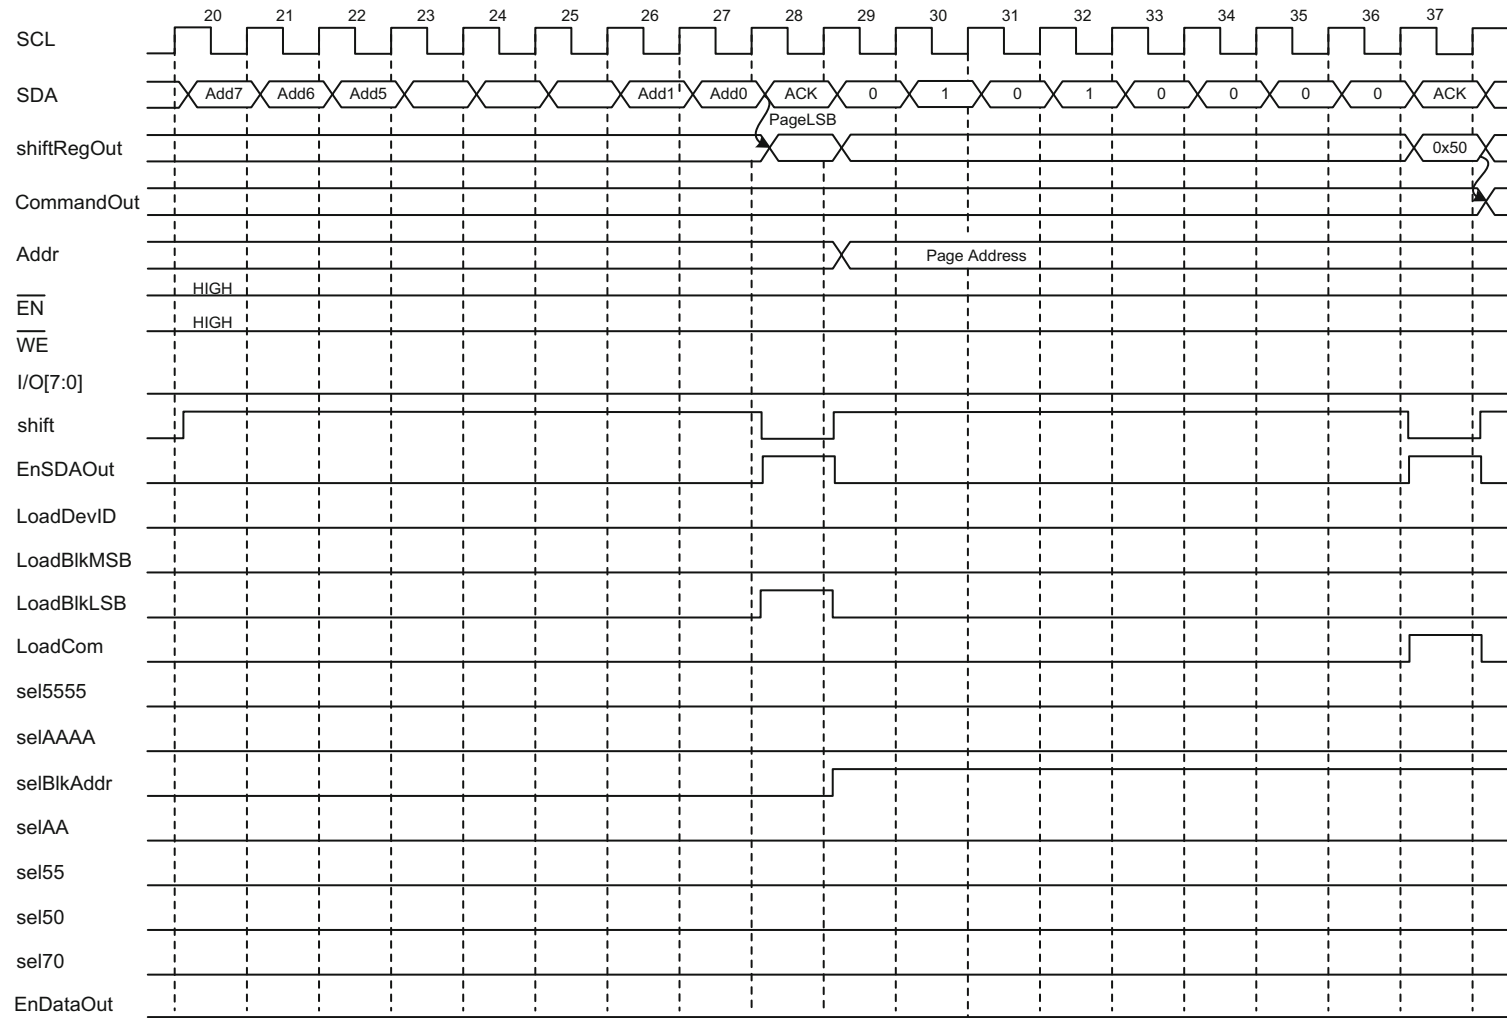 20 21 22 23 24 25 26 27 28 29 30 31 32 33 34 35 36 37
SCL
SDA Add7 Add6 Add5 Add1 Add0 ACK 0 1 0 1 0 0 0 0 ACK
PageLSB
shiftRegOut 0x50
CommandOut
Addr Page Address
HIGH
EN
HIGH
WE
I/O[7:0]
shift
EnSDAOut
LoadDevID
LoadBlkMSB
LoadBlkLSB
LoadCom
sel5555
selAAAA
selBlkAddr
selAA
sel55
sel50
sel70
EnDataOut